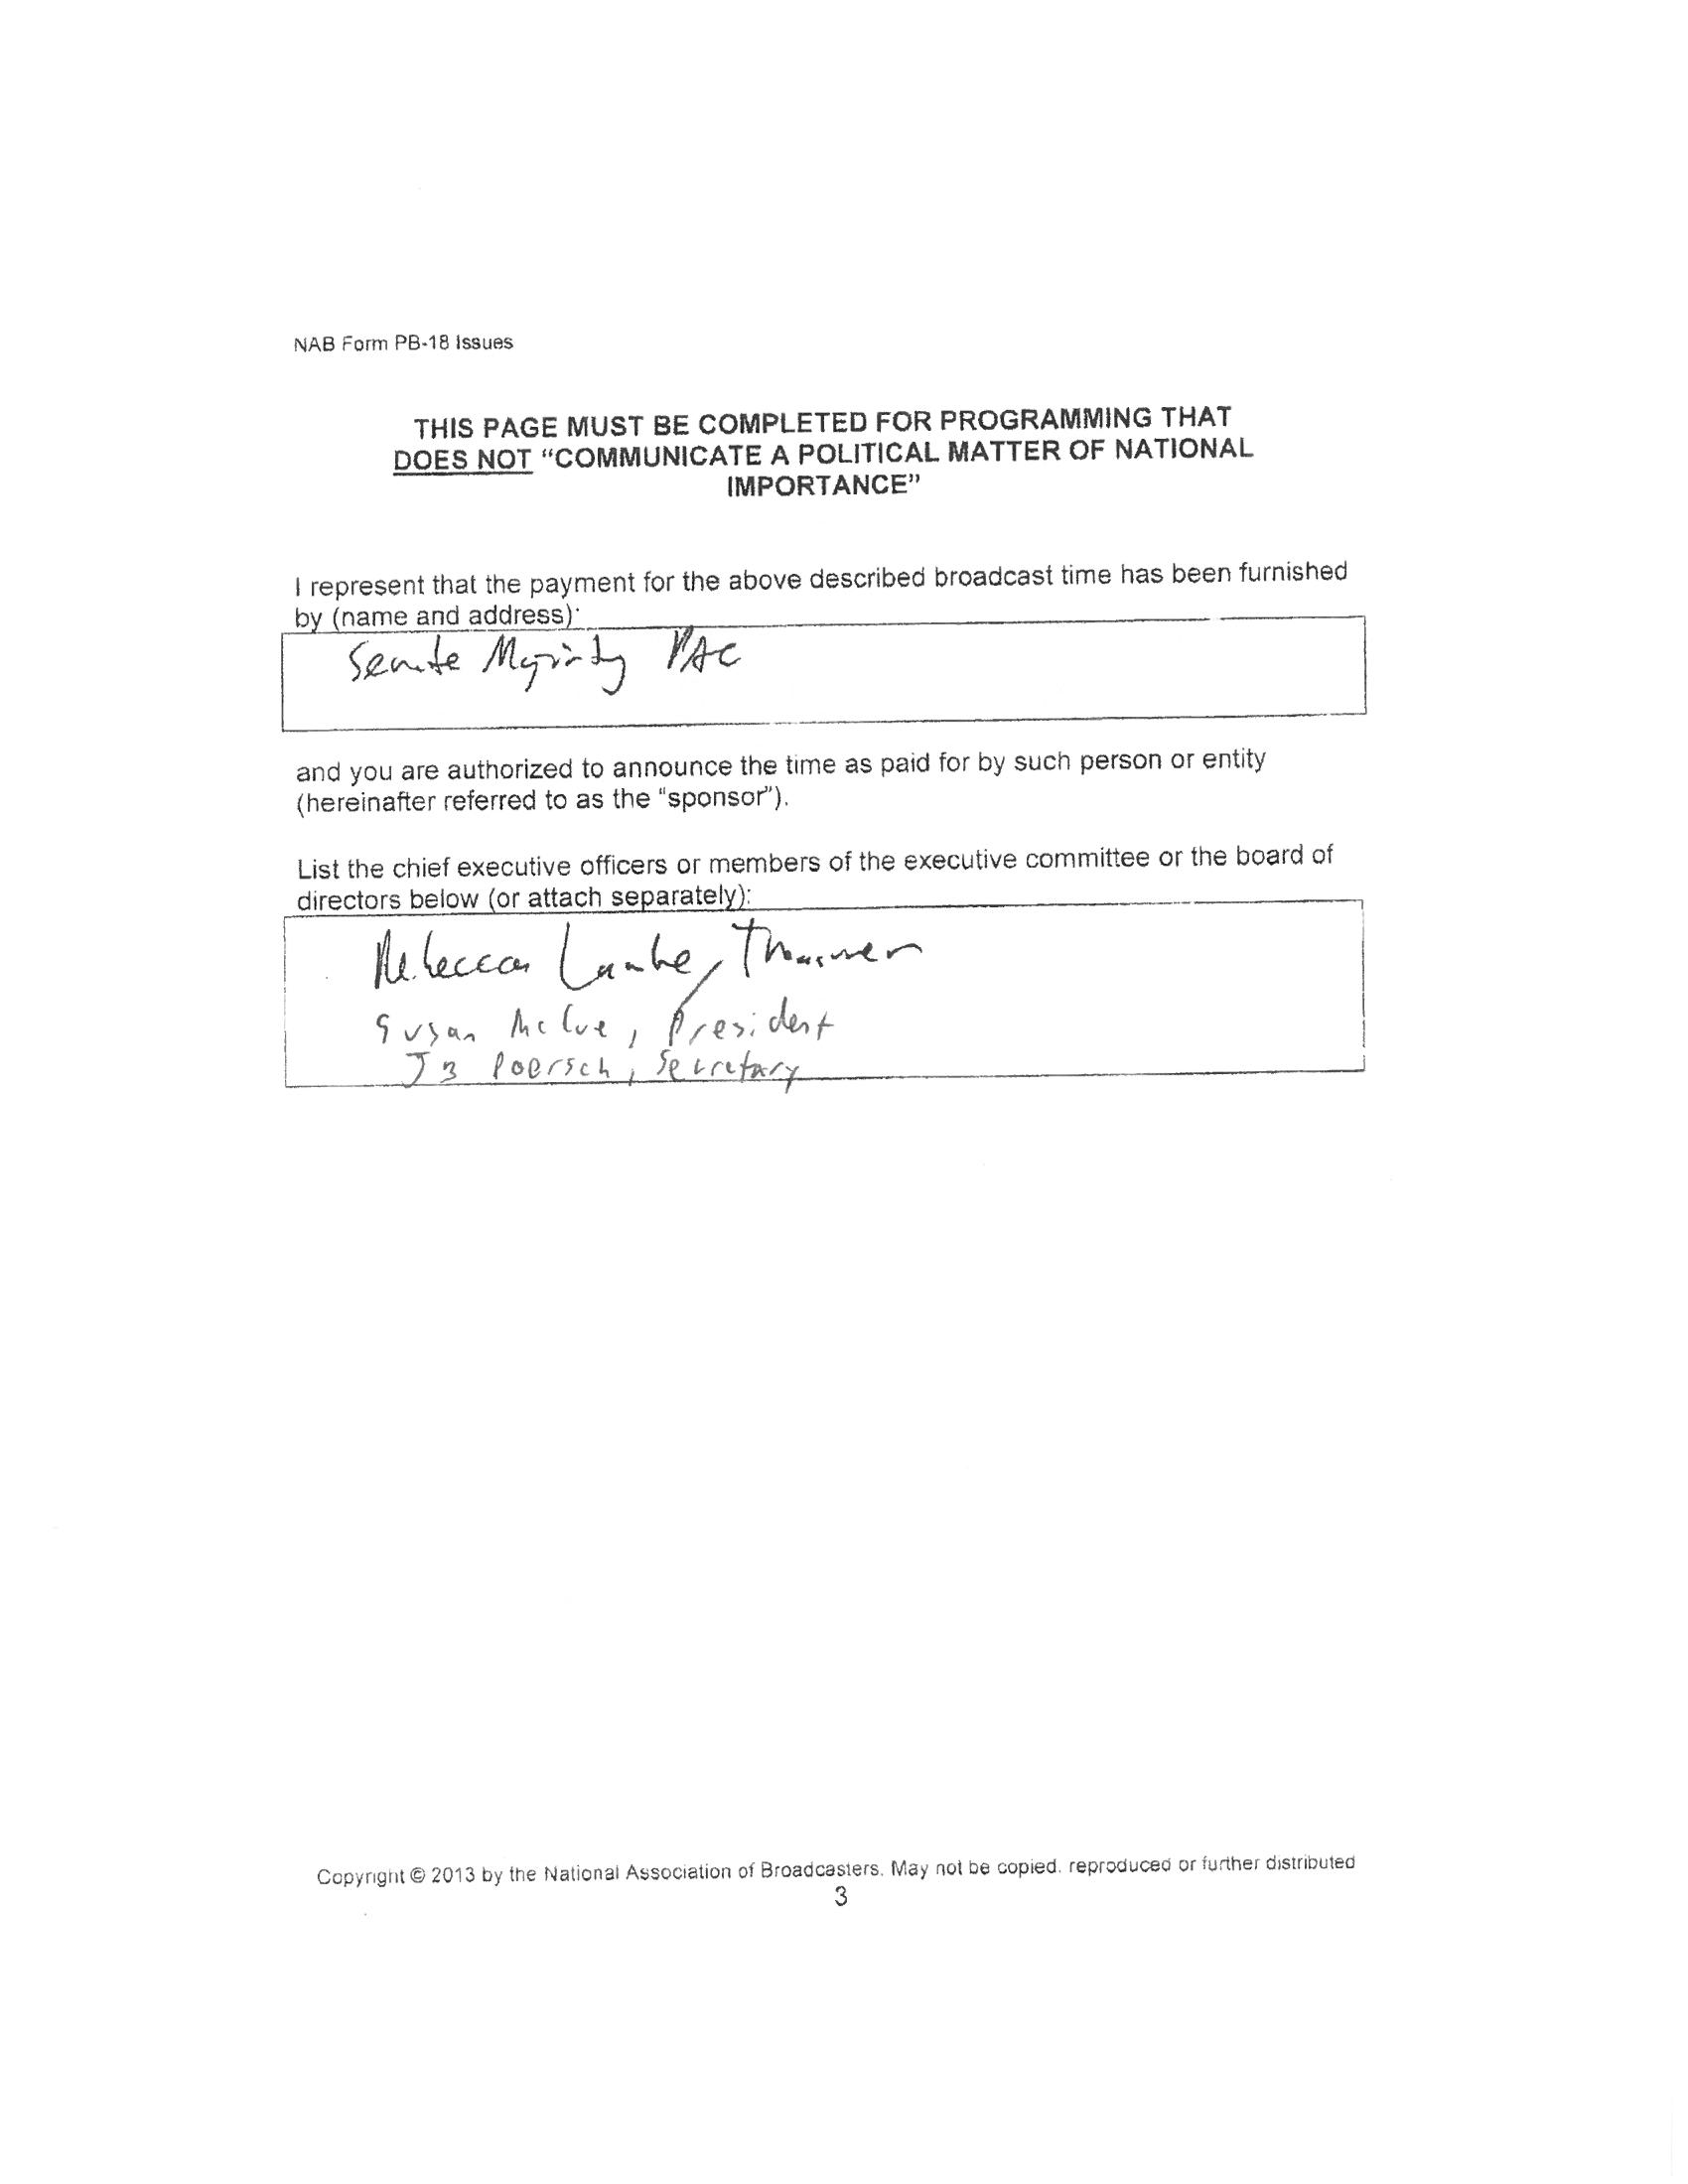 NAB Form PB-18 Issues
THIS PAGE MUST BE COMPLETED FOR PROGRAMMING THAT
DOES NOT “COMMUNICATE A POLITICAL MATTER OF NATIONAL
IMPORTANCE”
I represent that the payment for the above described broadcast time has been furnished
by (name and address):
Senate Majority PAC
and you are authorized to announce the time as paid for by such person or entity
(hereinafter referred to as the “sponsor”).
List the chief executive officers or members of the executive committee or the board of
directors below (or attach separately):
Rebecca Lambe,
Susan McCue, President
JB Poersch, Secretary
Copyright © 2013 by the National Association of Broadcasters. May not be copied. reproduced or further distributed
3